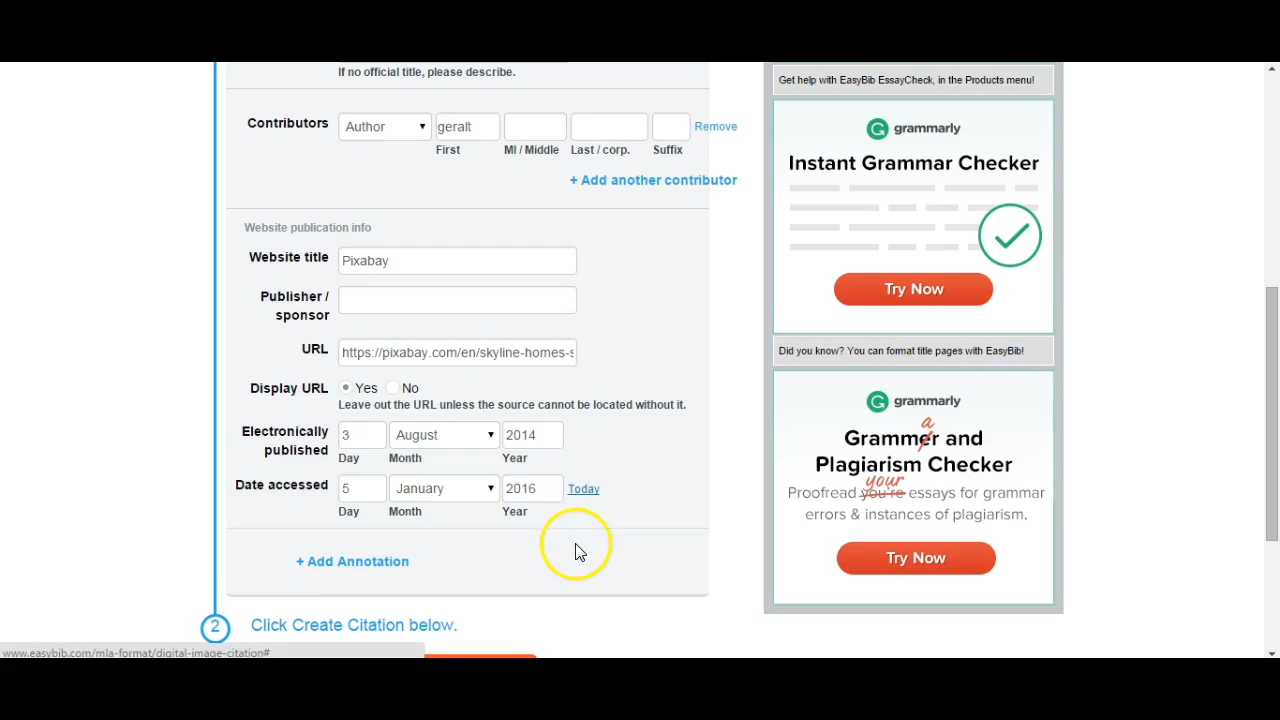 If no official title, please describe.
Contributors
Author
geralt
Remove
First
MI / Middle
Last / corp.
Suffix
+ Add another contributor
Website publication info
Website title
Pixabay
Publisher /
sponsor
URL
https://pixabay.com/en/skyline-homes-s
Display URL
Yes
No
Leave out the URL unless the source cannot be located without it.
Electronically
published
3
August
2014
Day
Month
Year
Date accessed
5
January
2016
Today
Day
Month
Year
+ Add Annotation
2
Click Create Citation below.
www.easybib.com/mla-format/digital-image-citation#
Get help with EasyBib EssayCheck, in the Products menu!
G grammarly
Instant Grammar Checker
Try Now
Did you know? You can format title pages with EasyBib!
G grammarly
a
Grammer and
Plagiarism Checker
your
Proofread you're essays for grammar
errors & instances of plagiarism.
Try Now